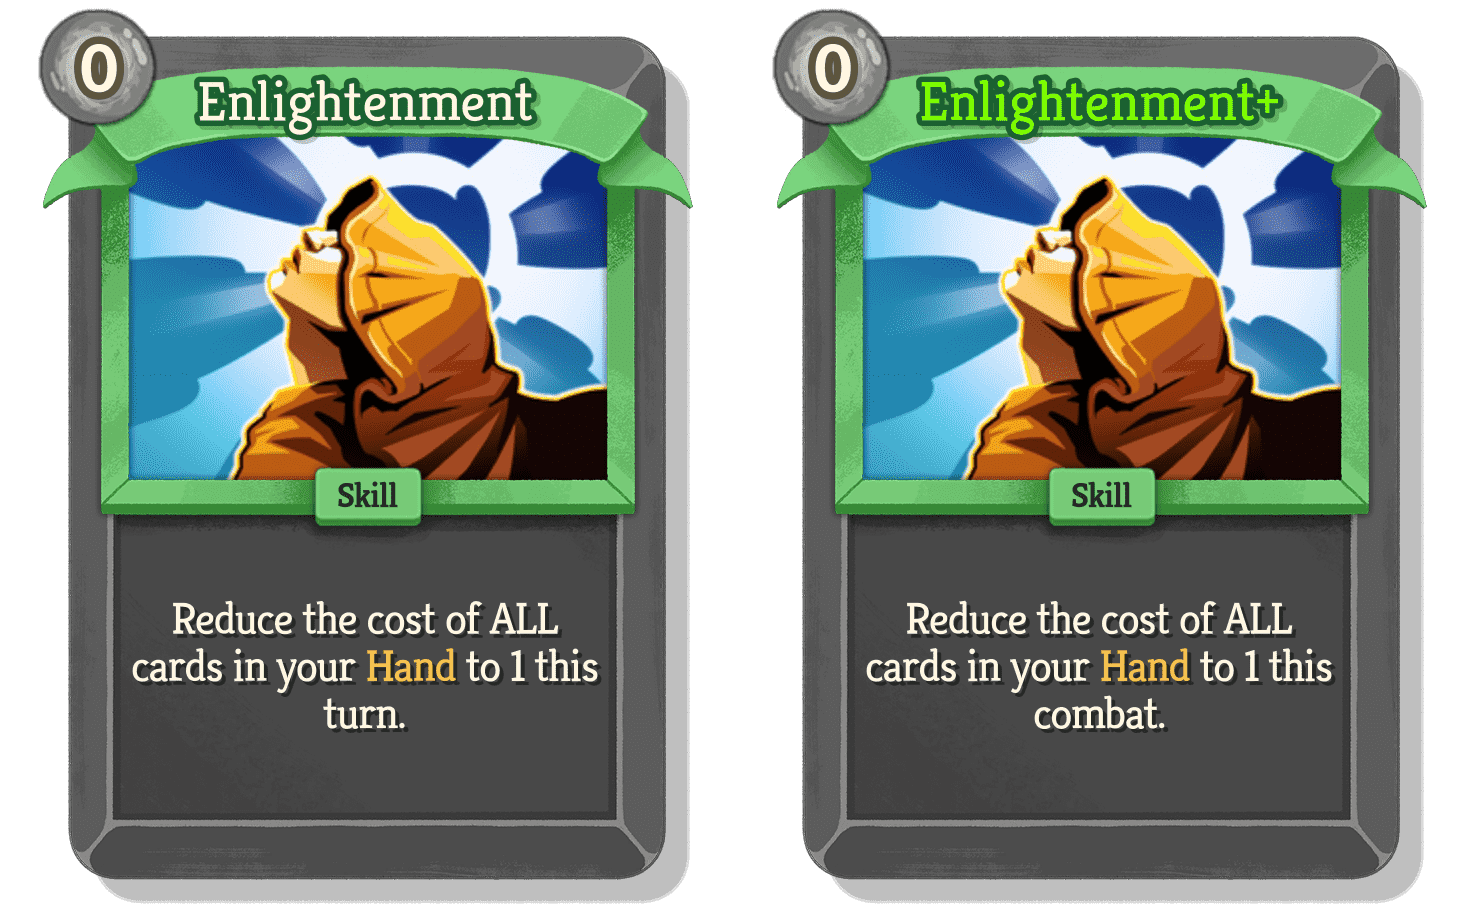 0
Enlightenment
Skill
Reduce the cost of ALL
cards in your Hand to 1 this
turn.
0
Enlightenment+
Skill
Reduce the cost of ALL
cards in your Hand to 1 this
combat.